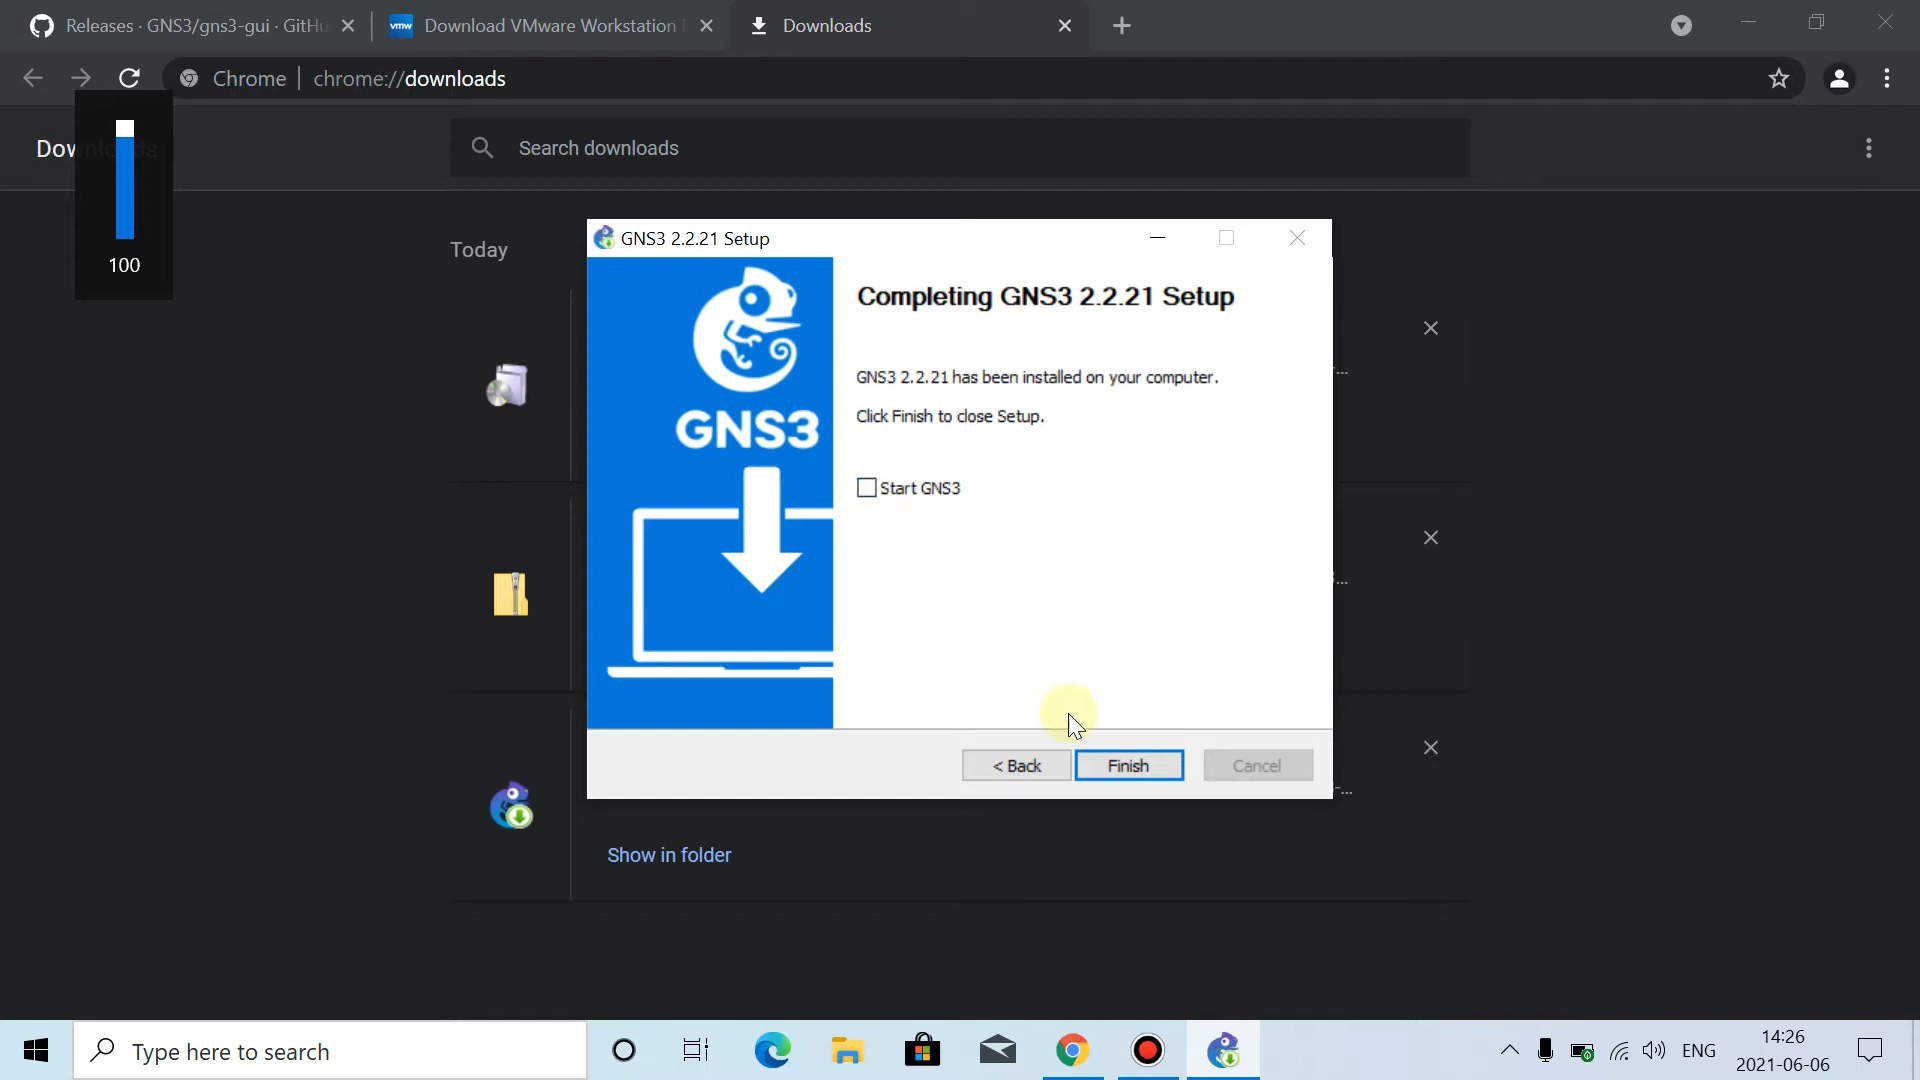 Releases · GNS3/gns3-gui · GitHu
Download VMware Workstation
Downloads
Chrome
chrome://downloads
Downloads
Search downloads
100
Today
GNS3 2.2.21 Setup
GNS3
Completing GNS3 2.2.21 Setup
GNS3 2.2.21 has been installed on your computer.
Click Finish to close Setup.
Start GNS3
< Back
Finish
Cancel
Show in folder
Type here to search
ENG
14:26
2021-06-06